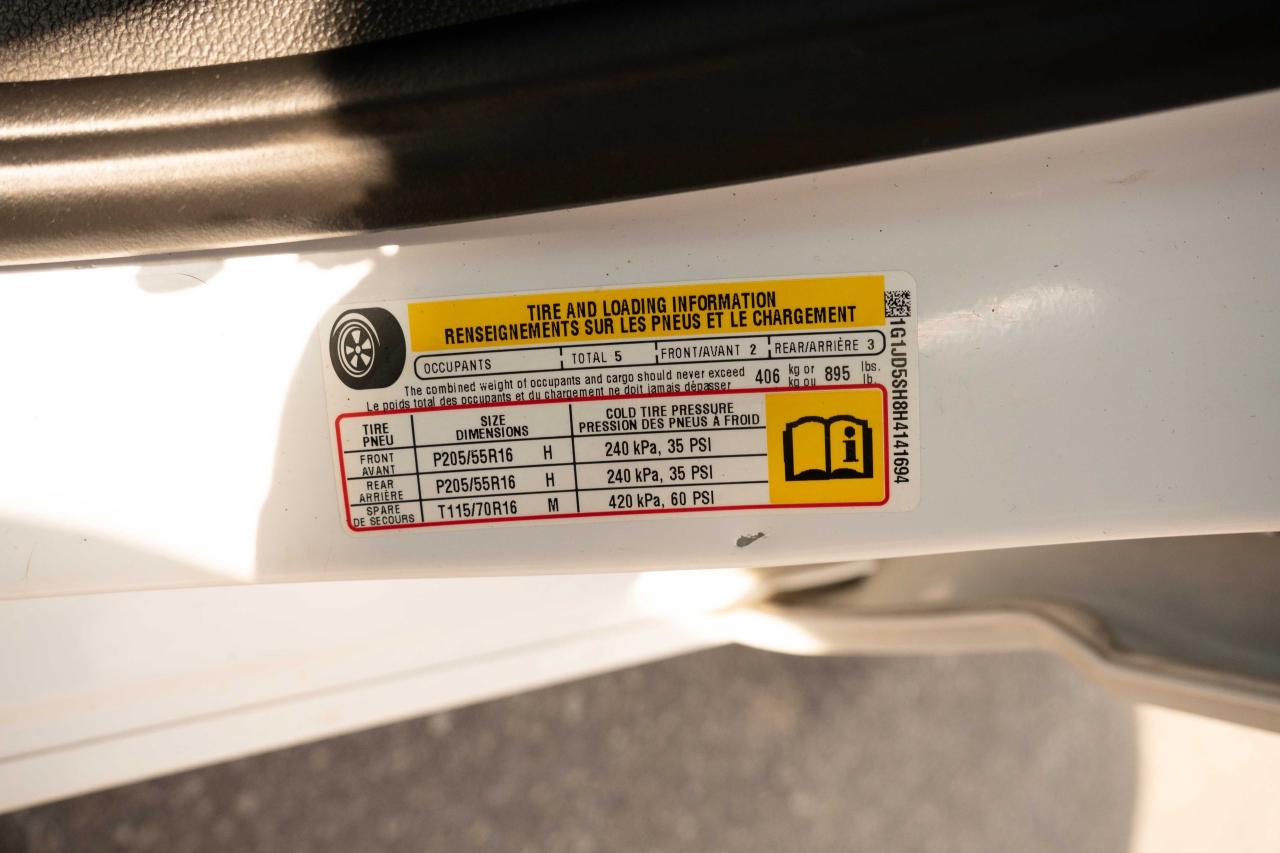 TIRE AND LOADING INFORMATION
RENSEIGNEMENTS SUR LES PNEUS ET LE CHARGEMENT
OCCUPANTS TOTAL 5 FRONT/AVANT 2 REAR/ARRIÈRE 3
The combined weight of occupants and cargo should never exceed 406 kg or 895 lbs.
Le poids total des occupants et du chargement ne doit jamais dépasser kg ou lb.
TIRE SIZE COLD TIRE PRESSURE
PNEU DIMENSIONS PRESSION DES PNEUS À FROID
FRONT
AVANT P205/55R16 H 240 kPa, 35 PSI
REAR
ARRIÈRE P205/55R16 H 240 kPa, 35 PSI
SPARE
DE SECOURS T115/70R16 M 420 kPa, 60 PSI
i
1G1JD5SH8H4141694